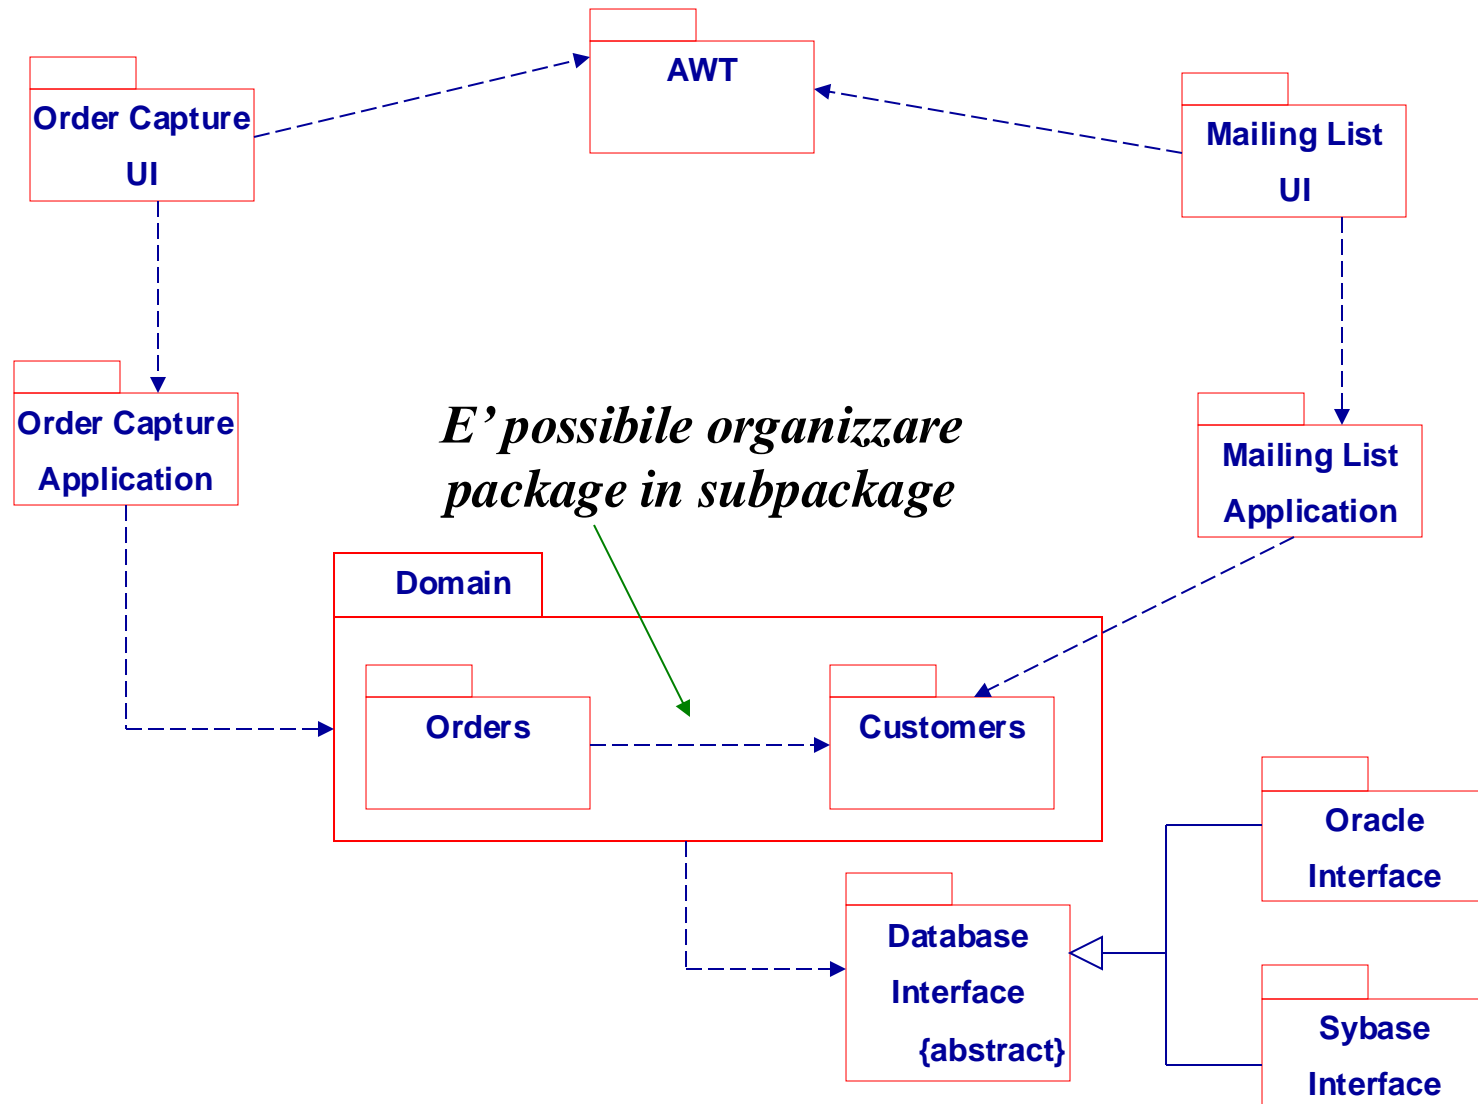 AWT
Order Capture
UI
Mailing List
UI
Order Capture
Application
E’ possibile organizzare
package in subpackage
Mailing List
Application
Domain
Orders
Customers
Oracle
Interface
Database
Interface
{abstract}
Sybase
Interface